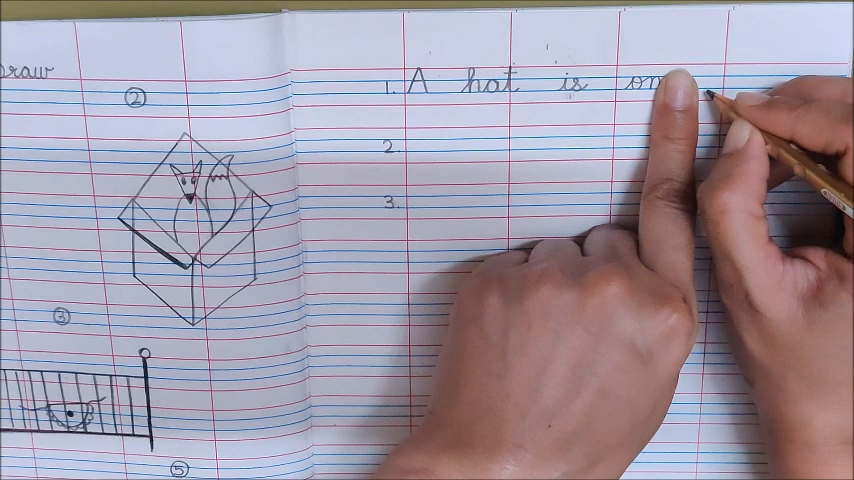 Draw
②
③
⑤
1. A hat is on
2.
3.